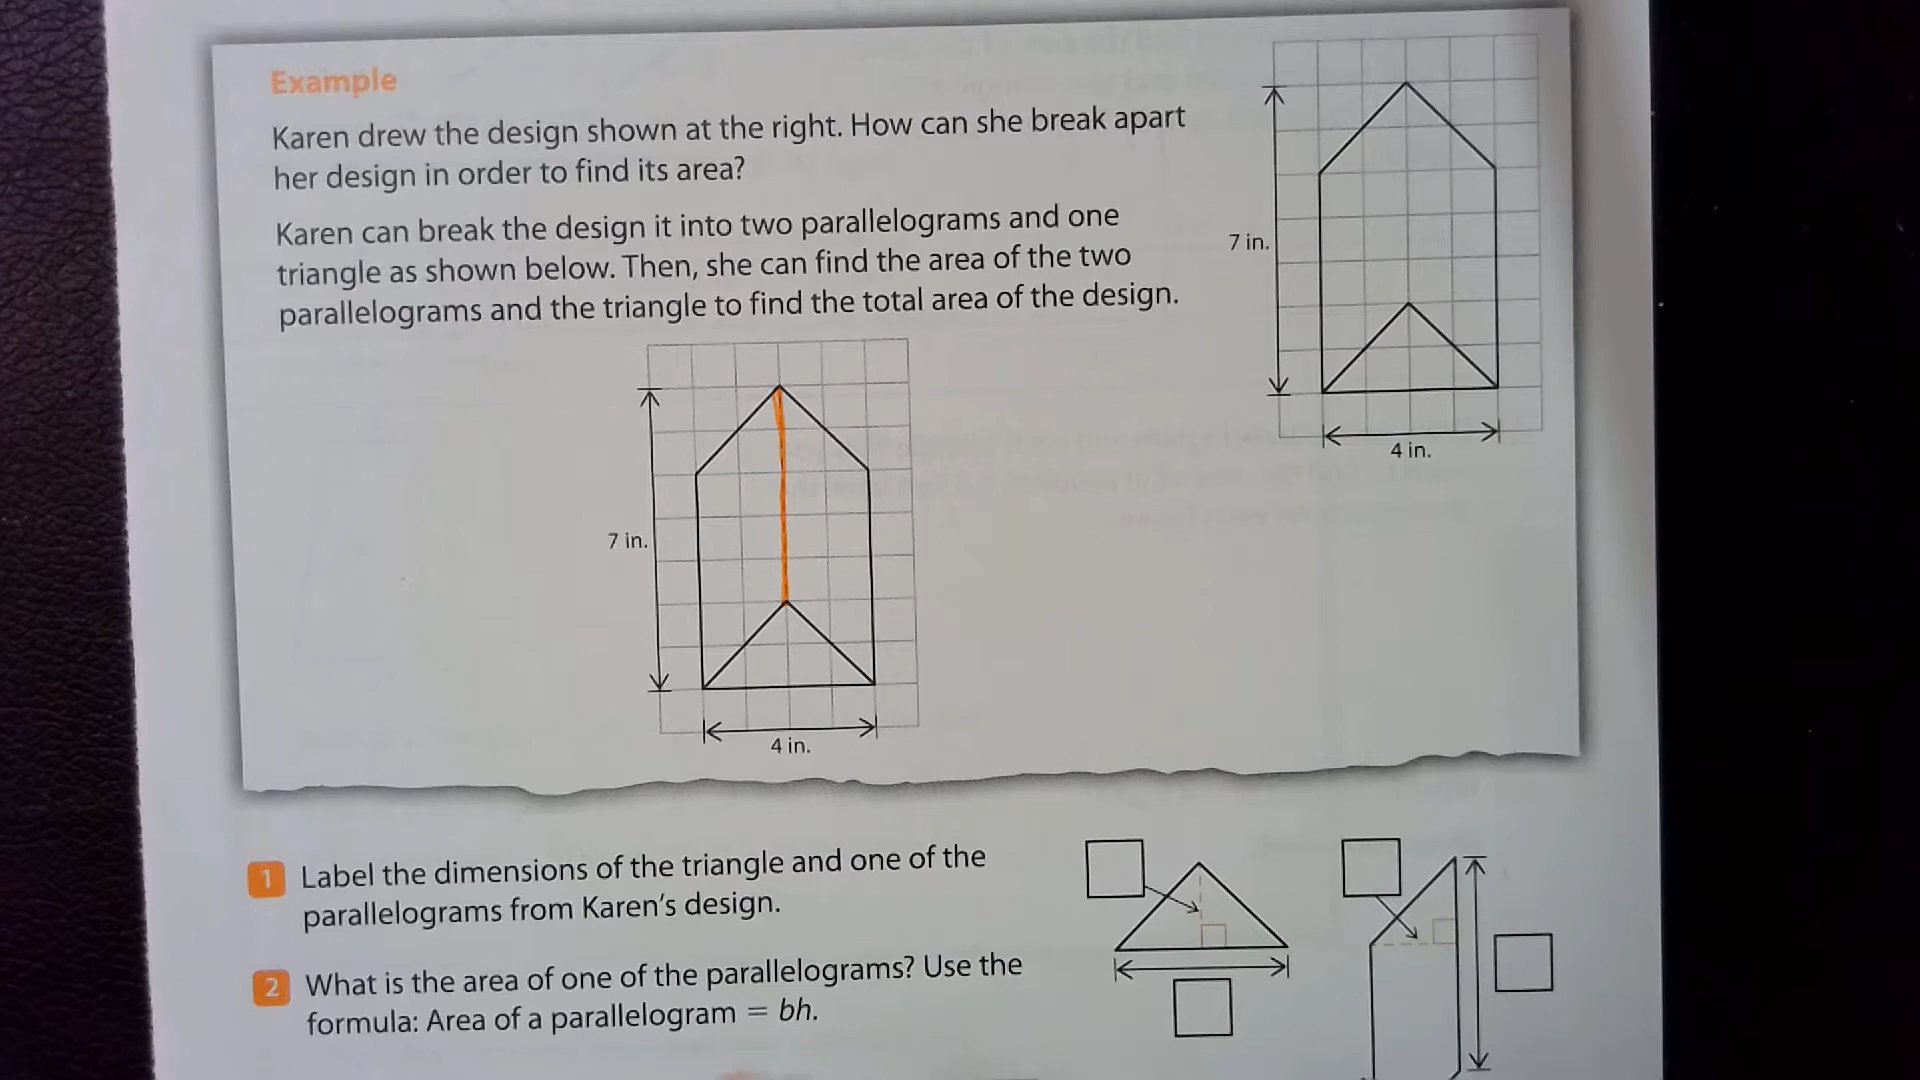 Example
Karen drew the design shown at the right. How can she break apart
her design in order to find its area?
Karen can break the design it into two parallelograms and one
triangle as shown below. Then, she can find the area of the two
parallelograms and the triangle to find the total area of the design.
7 in.
4 in.
7 in.
4 in.
1 Label the dimensions of the triangle and one of the
parallelograms from Karen's design.
2 What is the area of one of the parallelograms? Use the
formula: Area of a parallelogram = bh.